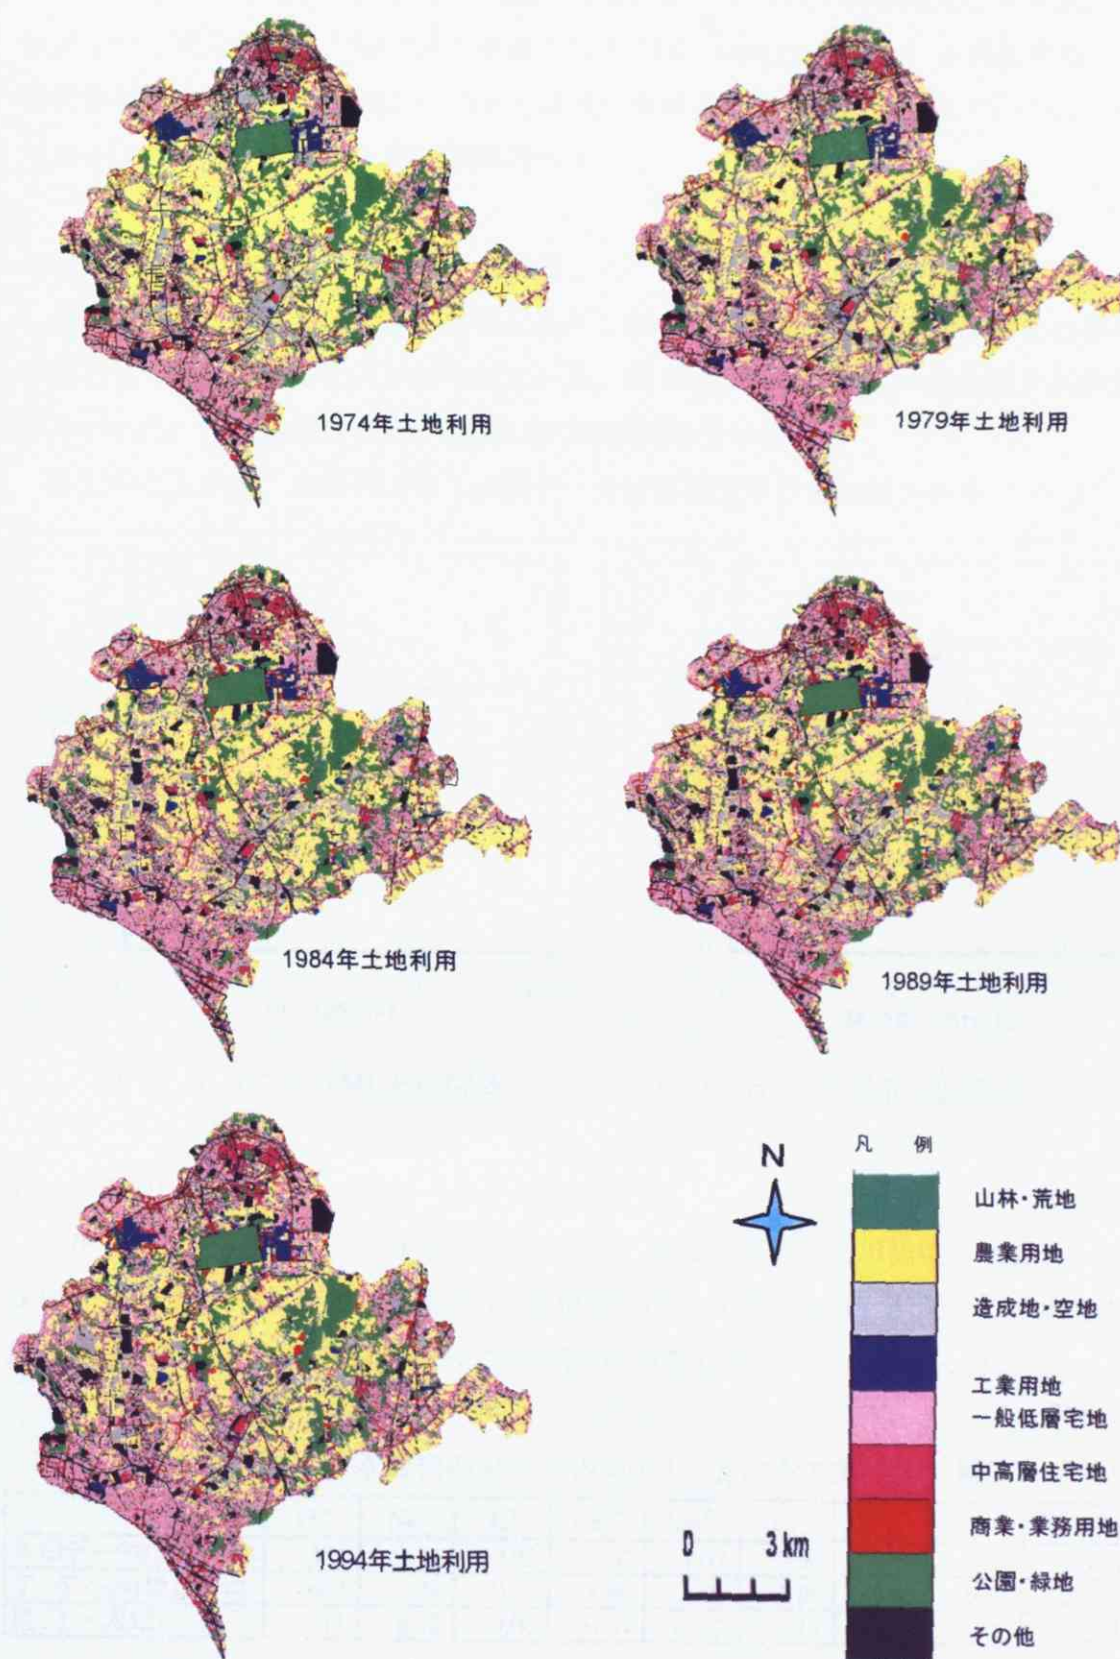 1974年土地利用
1979年土地利用
1984年土地利用
1989年土地利用
1994年土地利用
N
0 3 km
凡 例
山林・荒地
農業用地
造成地・空地
工業用地
一般低層宅地
中高層住宅地
商業・業務用地
公園・緑地
その他